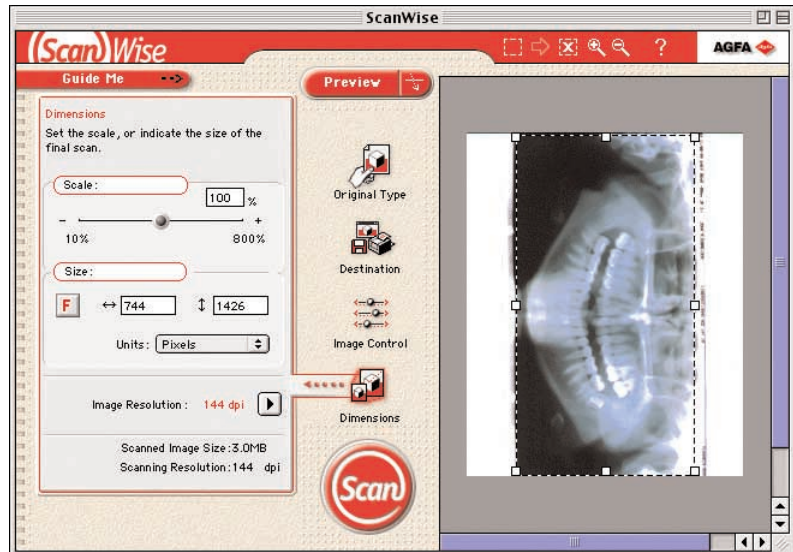 ScanWise
(Scan) Wise
?
AGFA
Guide Me
Preview
Dimensions
Set the scale, or indicate the size of the
final scan.
Scale:
100 %
- +
10% 800%
Size:
F 744 1426
Units: Pixels
Image Resolution: 144 dpi
Scanned Image Size:3.0MB
Scanning Resolution:144 dpi
Original Type
Destination
Image Control
Dimensions
Scan